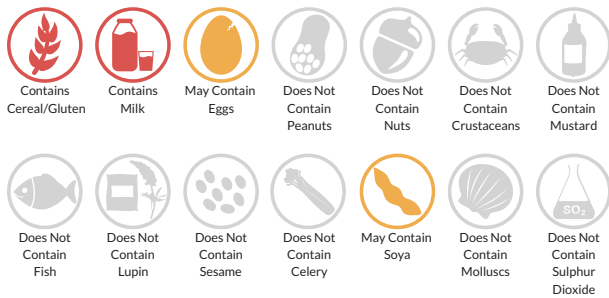 Contains
Cereal/Gluten
Contains
Milk
May Contain
Eggs
Does Not
Contain
Peanuts
Does Not
Contain
Nuts
Does Not
Contain
Crustaceans
Does Not
Contain
Mustard
SO₂
Does Not
Contain
Fish
Does Not
Contain
Lupin
Does Not
Contain
Sesame
Does Not
Contain
Celery
May Contain
Soya
Does Not
Contain
Molluscs
Does Not
Contain
Sulphur
Dioxide